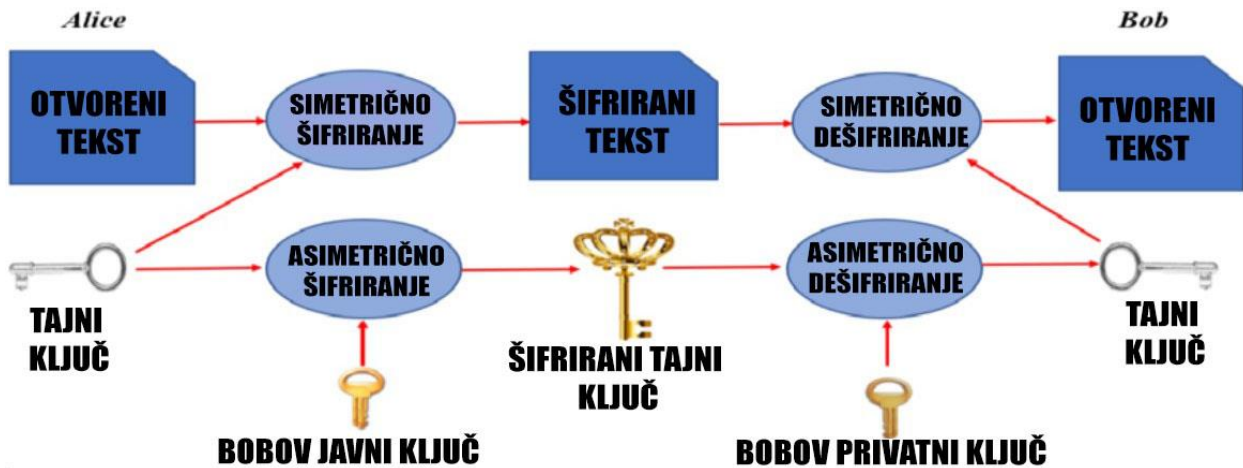 Alice
Bob
OTVORENI
TEKST
SIMETRIČNO
ŠIFRIRANJE
ŠIFRIRANI
TEKST
SIMETRIČNO
DEŠIFRIRANJE
OTVORENI
TEKST
TAJNI
KLJUČ
ASIMETRIČNO
ŠIFRIRANJE
ŠIFRIRANI TAJNI
KLJUČ
ASIMETRIČNO
DEŠIFRIRANJE
TAJNI
KLJUČ
BOBOV JAVNI KLJUČ
BOBOV PRIVATNI KLJUČ